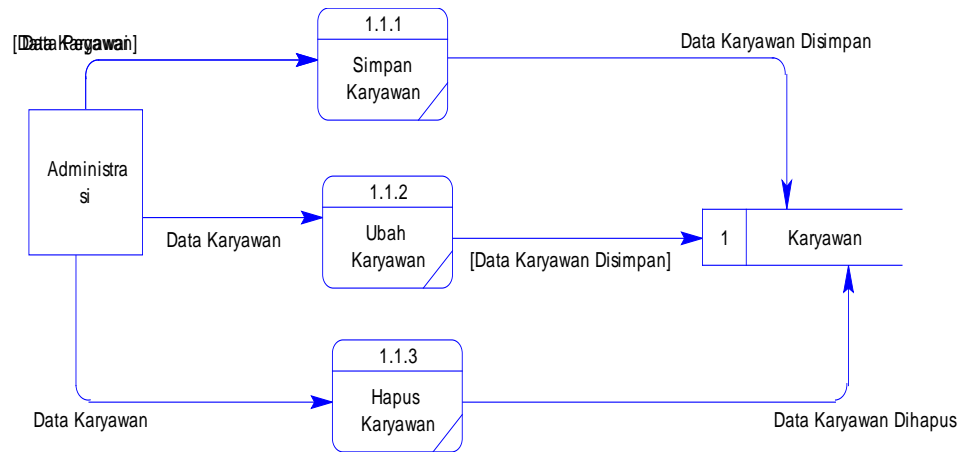 1.1.1
Data Karyawan Disimpan
Simpan
Karyawan
Administra
si
1.1.2
Data Karyawan
Ubah
Karyawan
[Data Karyawan Disimpan]
1
Karyawan
1.1.3
Data Karyawan
Hapus
Karyawan
Data Karyawan Dihapus